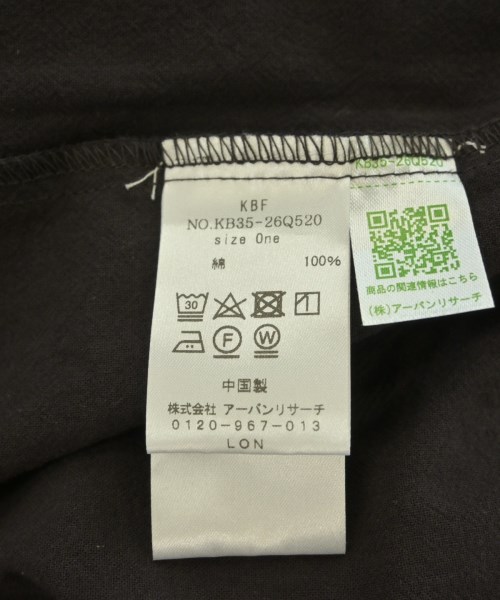 KBF
NO.KB35-26Q520
size One
綿 100%
30
F W
中国製
株式会社 アーバンリサーチ
0120-967-013
LON
KB35-26Q520
商品の関連情報はこちら
(株)アーバンリサーチ